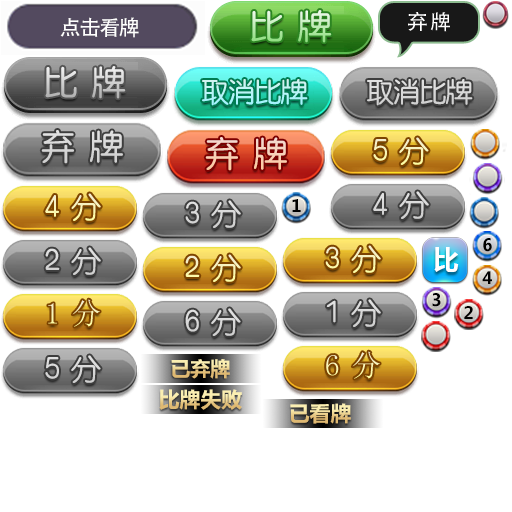 点击看牌
比 牌
弃 牌
比 牌
取消比牌
取消比牌
弃 牌
弃 牌
5 分
4 分
3 分
1
4 分
2 分
2 分
3 分
比
6
4
1 分
6 分
1 分
3
2
5 分
已弃牌
6 分
比牌失败
已看牌